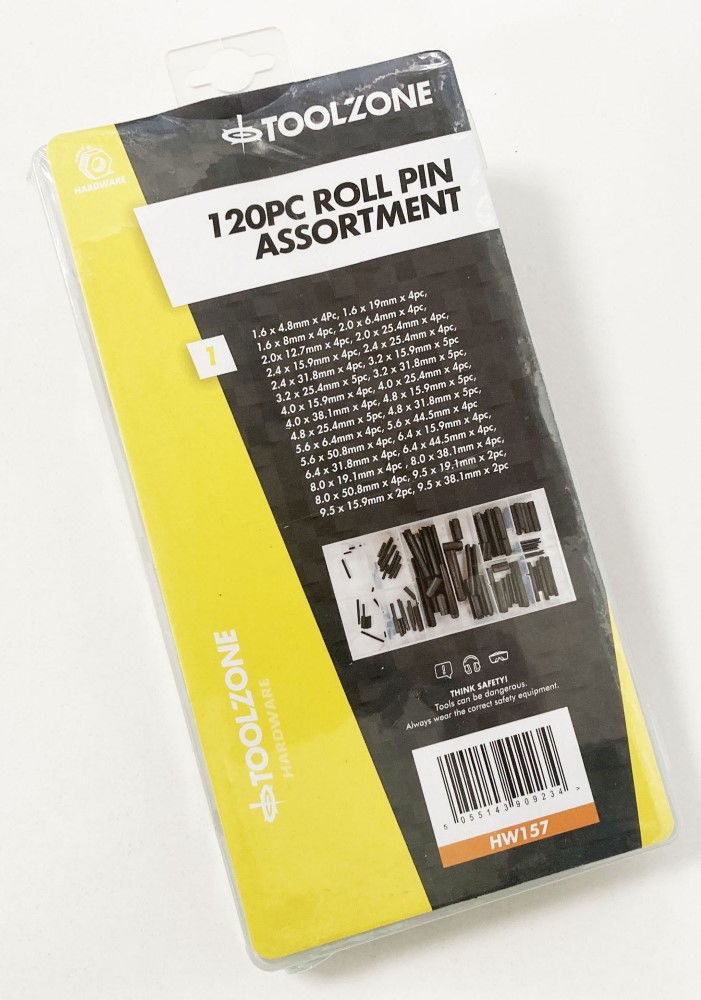 TOOLZONE
HARDWARE
120PC ROLL PIN
ASSORTMENT
1
1.6 x 4.8mm x 4Pc, 1.6 x 19mm x 4pc,
1.6 x 8mm x 4pc, 2.0 x 6.4mm x 4pc,
2.0x 12.7mm x 4pc, 2.0 x 25.4mm x 4pc,
2.4 x 15.9mm x 4pc, 2.4 x 25.4mm x 4pc,
2.4 x 31.8mm x 4pc, 3.2 x 15.9mm x 5pc
3.2 x 25.4mm x 5pc, 3.2 x 31.8mm x 5pc
4.0 x 15.9mm x 4pc, 4.0 x 25.4mm x 4pc,
4.0 x 38.1mm x 4pc, 4.8 x 15.9mm x 5pc,
4.8 x 25.4mm x 5pc, 4.8 x 31.8mm x 5pc,
5.6 x 6.4mm x 4pc, 5.6 x 44.5mm x 4pc
5.6 x 50.8mm x 4pc, 6.4 x 15.9mm x 4pc,
6.4 x 31.8mm x 4pc, 6.4 x 44.5mm x 4pc,
8.0 x 19.1mm x 4pc , 8.0 x 38.1mm x 4pc,
8.0 x 50.8mm x 4pc, 9.5 x 19.1mm x 2pc
9.5 x 15.9mm x 2pc, 9.5 x 38.1mm x 2pc
THINK SAFETY!
Tools can be dangerous.
Always wear the correct safety equipment.
TOOLZONE
HARDWARE
5 055143 909234 >
HW157